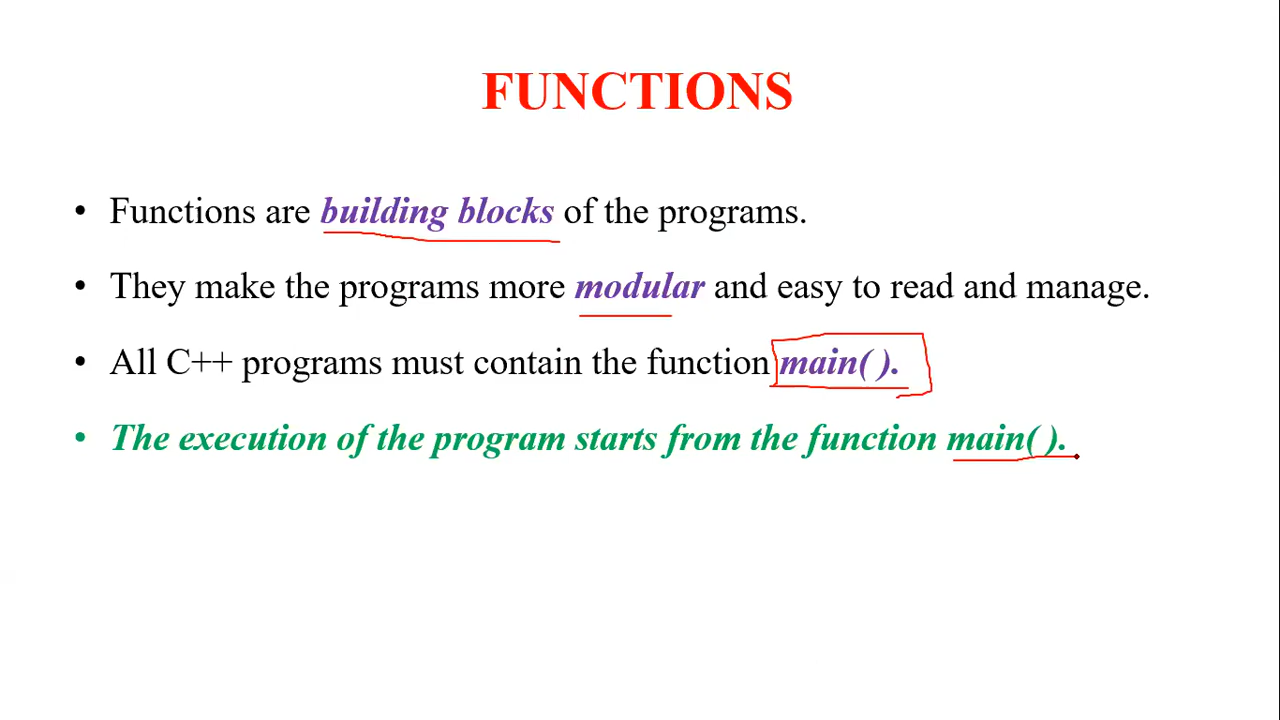 FUNCTIONS
• Functions are building blocks of the programs.
• They make the programs more modular and easy to read and manage.
• All C++ programs must contain the function main( ).
• The execution of the program starts from the function main( ).